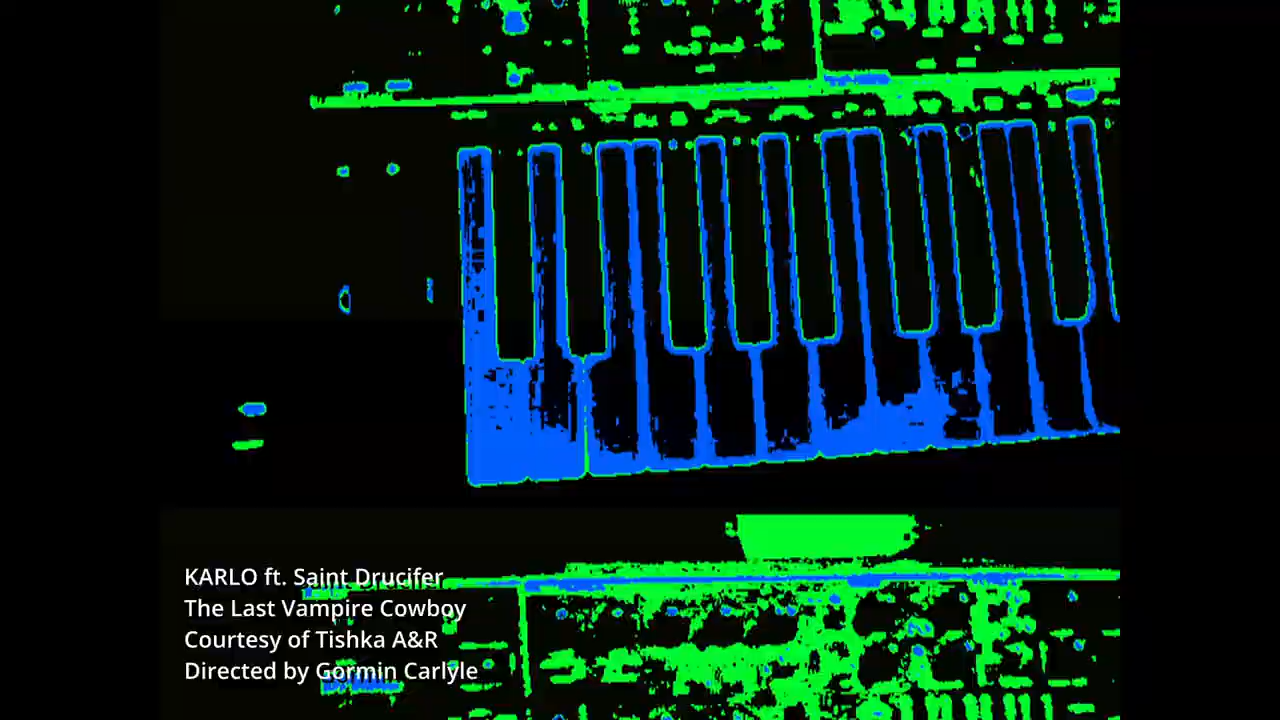 KARLO ft. Saint Drucifer
The Last Vampire Cowboy
Courtesy of Tishka A&R
Directed by Gormin Carlyle